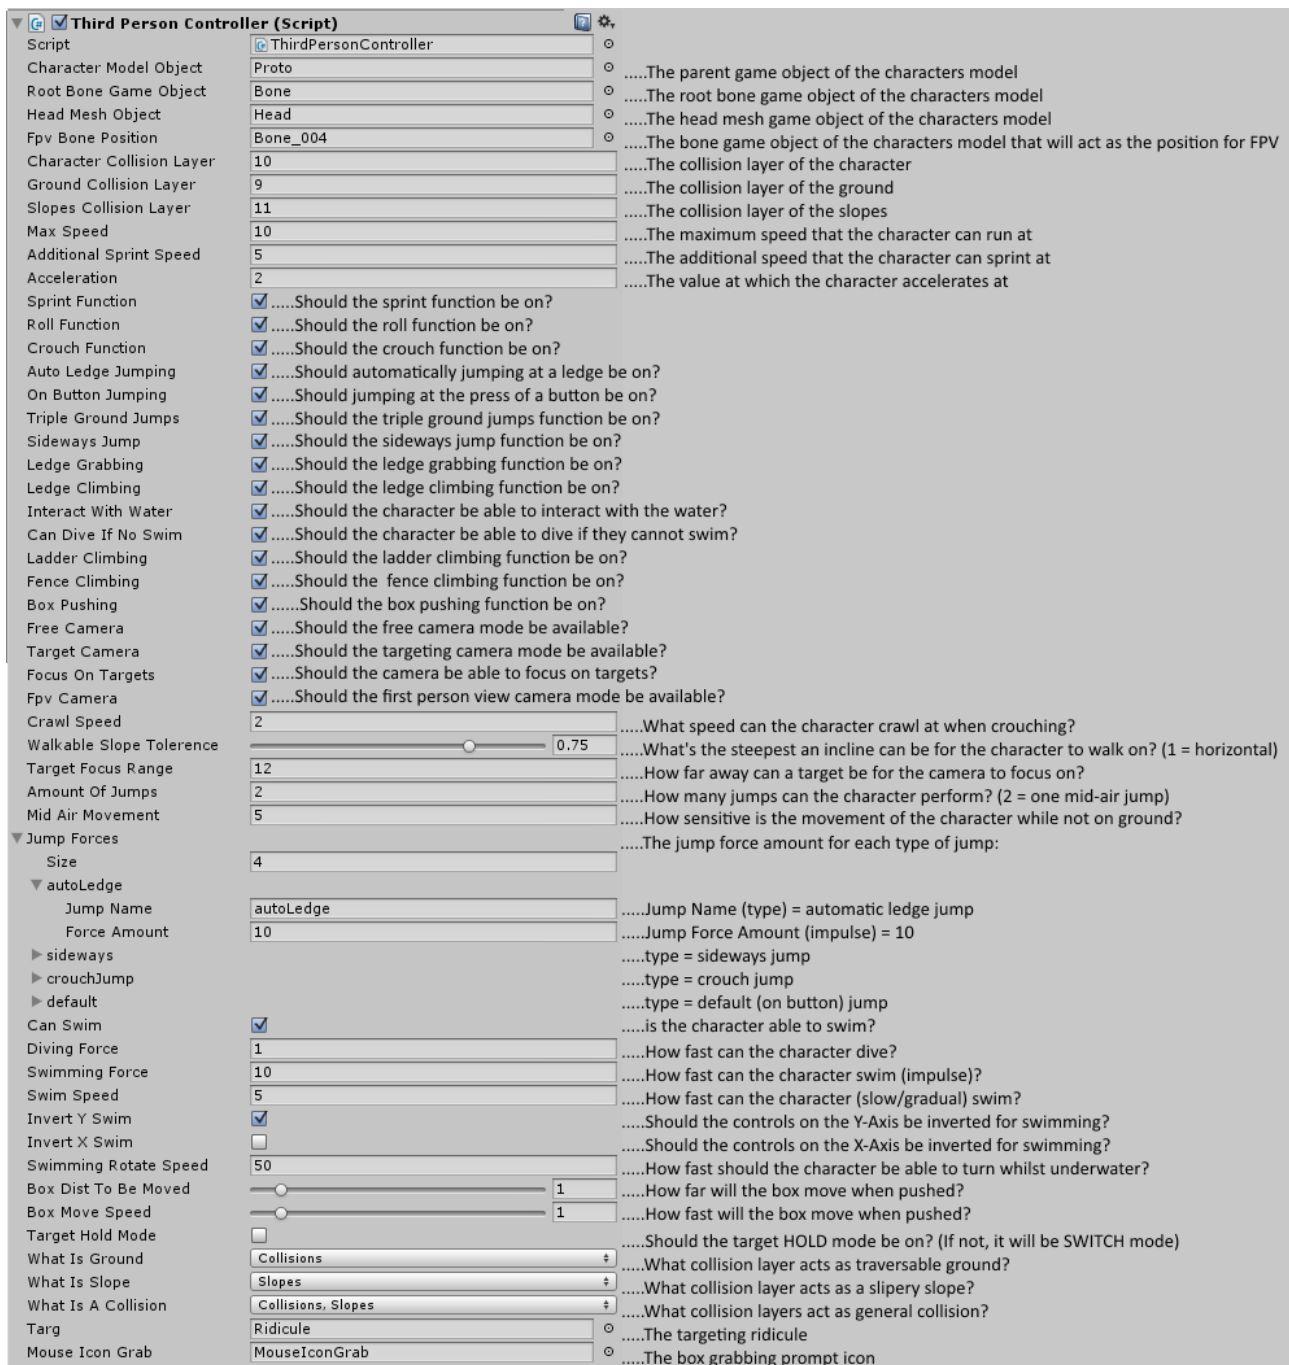 Third Person Controller (Script)
Script ThirdPersonController
Character Model Object Proto .....The parent game object of the characters model
Root Bone Game Object Bone .....The root bone game object of the characters model
Head Mesh Object Head .....The head mesh game object of the characters model
Fpv Bone Position Bone_004 .....The bone game object of the characters model that will act as the position for FPV
Character Collision Layer 10 .....The collision layer of the character
Ground Collision Layer 9 .....The collision layer of the ground
Slopes Collision Layer 11 .....The collision layer of the slopes
Max Speed 10 .....The maximum speed that the character can run at
Additional Sprint Speed 5 .....The additional speed that the character can sprint at
Acceleration 2 .....The value at which the character accelerates at
Sprint Function .....Should the sprint function be on?
Roll Function .....Should the roll function be on?
Crouch Function .....Should the crouch function be on?
Auto Ledge Jumping .....Should automatically jumping at a ledge be on?
On Button Jumping .....Should jumping at the press of a button be on?
Triple Ground Jumps .....Should the triple ground jumps function be on?
Sideways Jump .....Should the sideways jump function be on?
Ledge Grabbing .....Should the ledge grabbing function be on?
Ledge Climbing .....Should the ledge climbing function be on?
Interact With Water .....Should the character be able to interact with the water?
Can Dive If No Swim .....Should the character be able to dive if they cannot swim?
Ladder Climbing .....Should the ladder climbing function be on?
Fence Climbing .....Should the fence climbing function be on?
Box Pushing ......Should the box pushing function be on?
Free Camera .....Should the free camera mode be available?
Target Camera .....Should the targeting camera mode be available?
Focus On Targets .....Should the camera be able to focus on targets?
Fpv Camera .....Should the first person view camera mode be available?
Crawl Speed 2 .....What speed can the character crawl at when crouching?
Walkable Slope Tolerence 0.75 .....What's the steepest an incline can be for the character to walk on? (1 = horizontal)
Target Focus Range 12 .....How far away can a target be for the camera to focus on?
Amount Of Jumps 2 .....How many jumps can the character perform? (2 = one mid-air jump)
Mid Air Movement 5 .....How sensitive is the movement of the character while not on ground?
Jump Forces .....The jump force amount for each type of jump:
Size 4
autoLedge
Jump Name autoLedge .....Jump Name (type) = automatic ledge jump
Force Amount 10 .....Jump Force Amount (impulse) = 10
sideways .....type = sideways jump
crouchJump .....type = crouch jump
default .....type = default (on button) jump
Can Swim .....is the character able to swim?
Diving Force 1 .....How fast can the character dive?
Swimming Force 10 .....How fast can the character swim (impulse)?
Swim Speed 5 .....How fast can the character (slow/gradual) swim?
Invert Y Swim .....Should the controls on the Y-Axis be inverted for swimming?
Invert X Swim .....Should the controls on the X-Axis be inverted for swimming?
Swimming Rotate Speed 50 .....How fast should the character be able to turn whilst underwater?
Box Dist To Be Moved 1 .....How far will the box move when pushed?
Box Move Speed 1 .....How fast will the box move when pushed?
Target Hold Mode .....Should the target HOLD mode be on? (If not, it will be SWITCH mode)
What Is Ground Collisions .....What collision layer acts as traversable ground?
What Is Slope Slopes .....What collision layer acts as a slipery slope?
What Is A Collision Collisions, Slopes .....What collision layers act as general collision?
Targ Ridicule .....The targeting ridicule
Mouse Icon Grab MouseIconGrab .....The box grabbing prompt icon